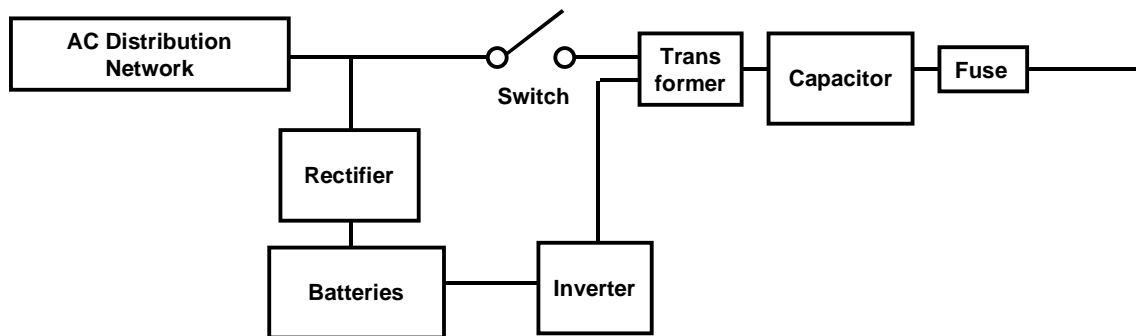 AC Distribution
Network
Switch
Trans
former
Capacitor
Fuse
Rectifier
Batteries
Inverter